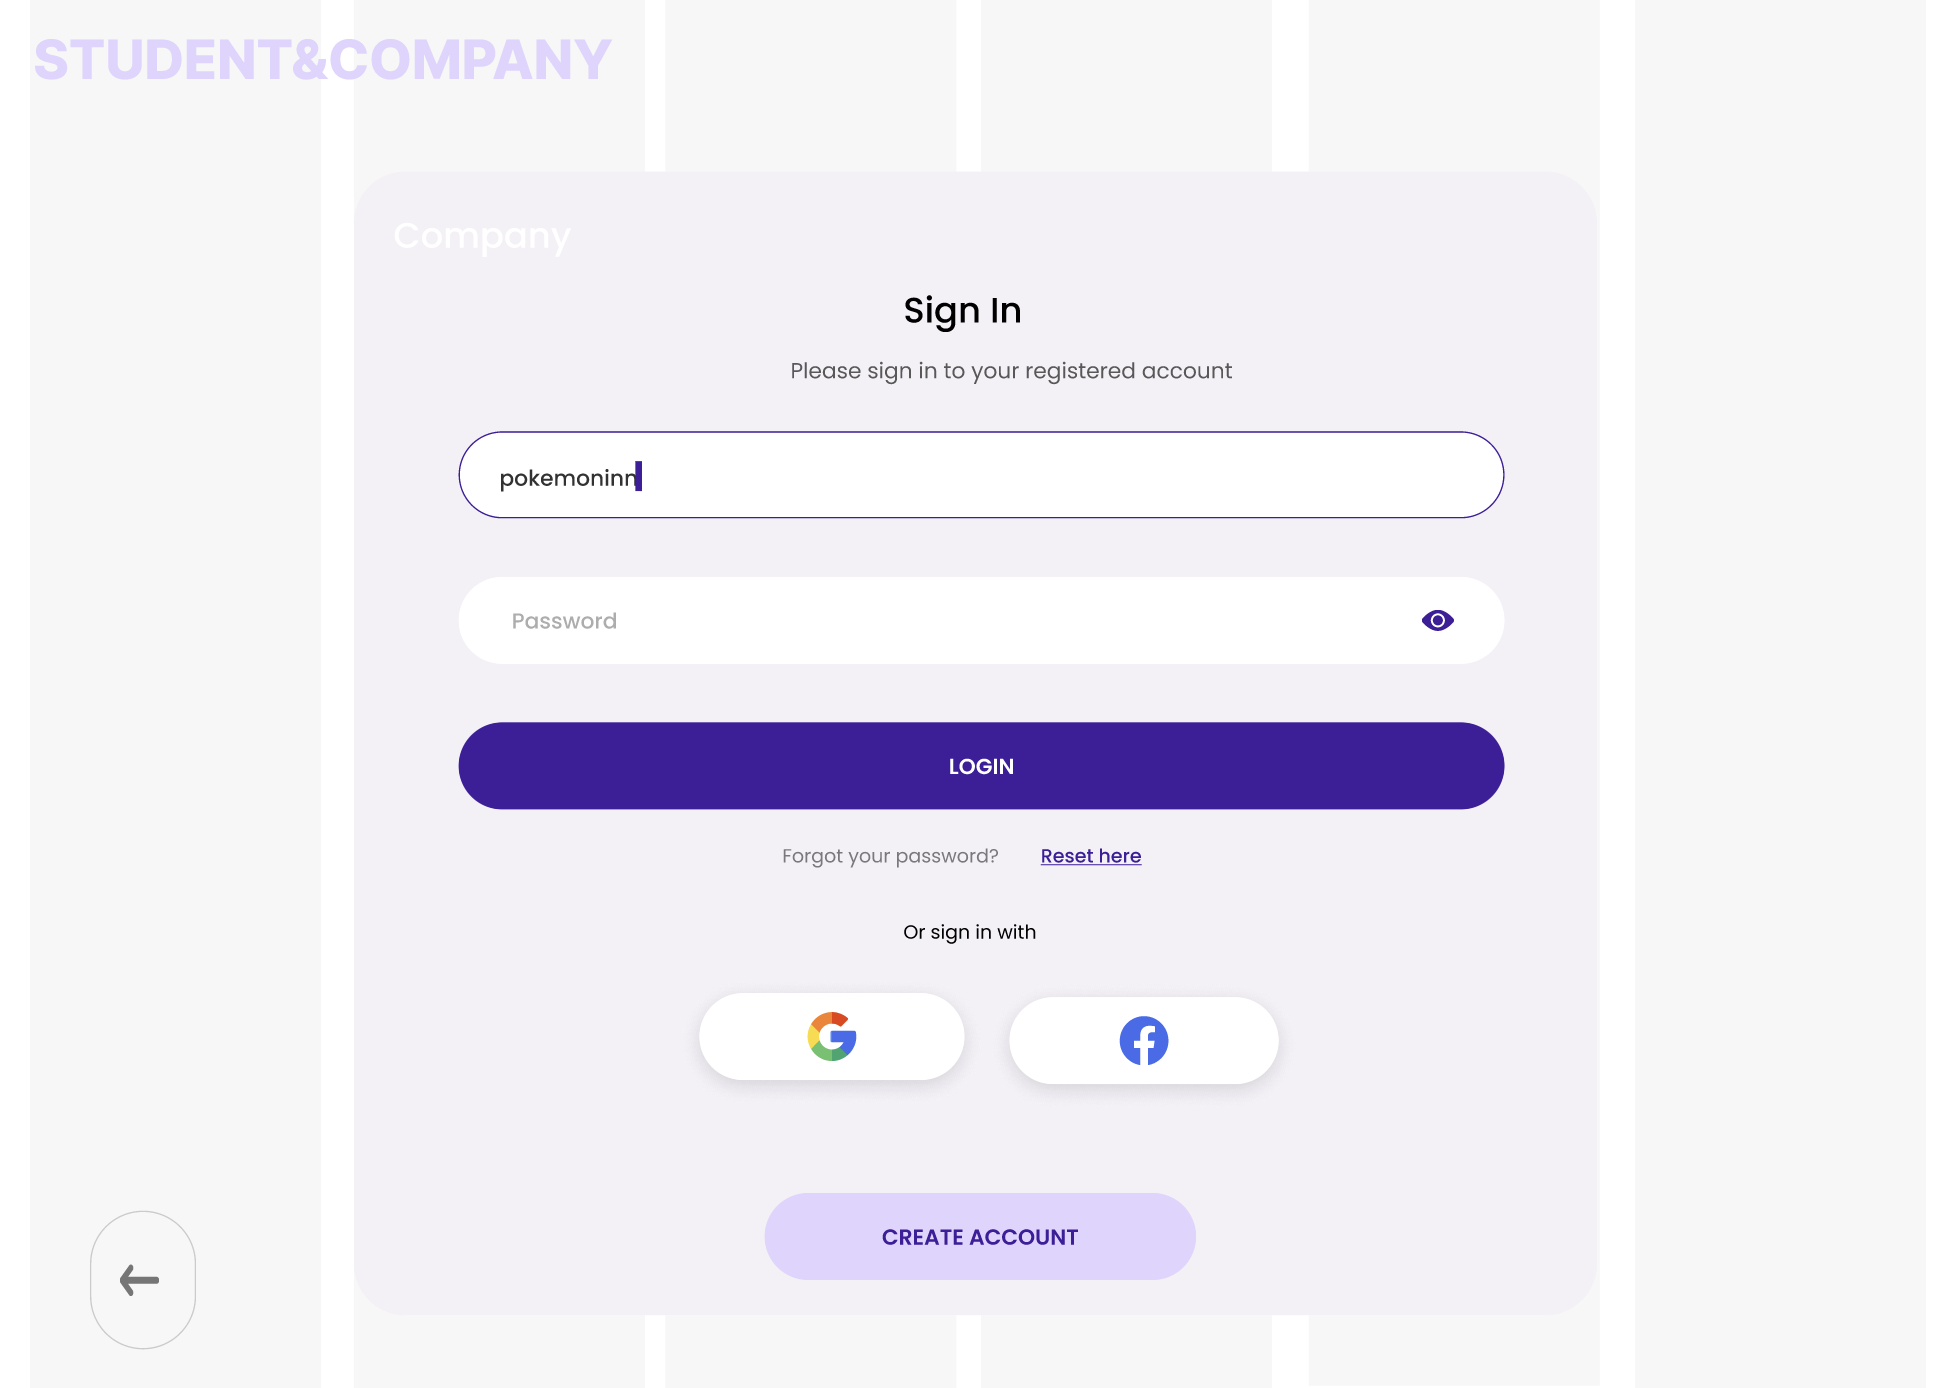 STUDENT&COMPANY
Company
Sign In
Please sign in to your registered account
pokemoninn
Password
LOGIN
Forgot your password? Reset here
Or sign in with
CREATE ACCOUNT